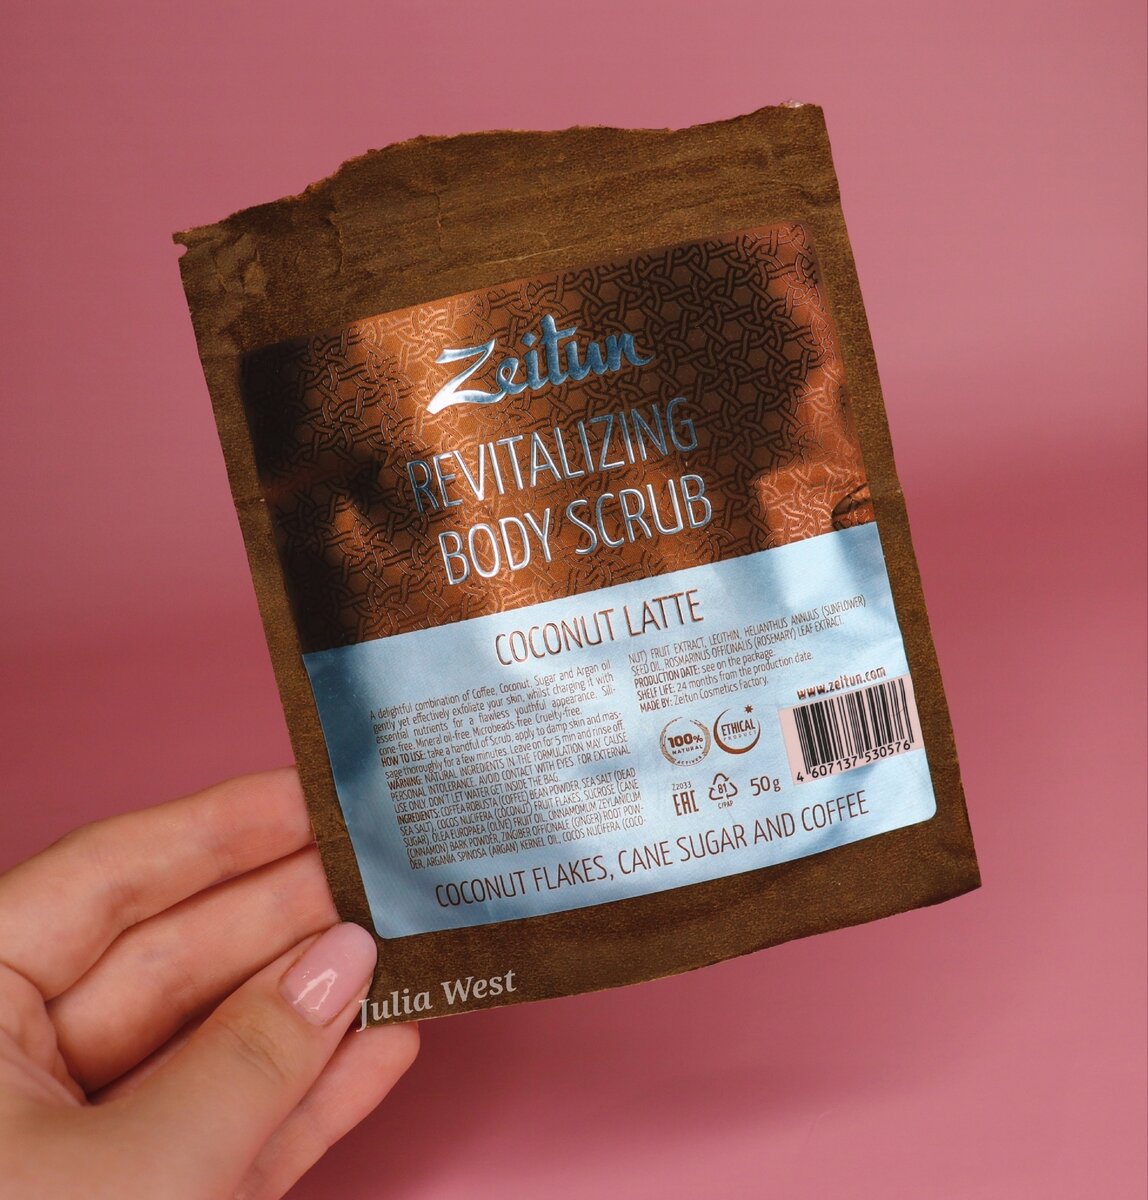 Zeitun
REVITALIZING
BODY SCRUB
COCONUT LATTE
A delightful combination of Coffee, Coconut, Sugar and Argan oil
gently yet effectively exfoliate your skin, whilst charging it with
essential nutrients for a flawless youthful appearance. Sili-
cone-free. Mineral oil-free. Microbeads-free. Cruelty-free.
HOW TO USE: take a handful of Scrub, apply to damp skin and mas-
sage thoroughly for a few minutes. Leave on for 5 min and rinse off.
WARNING: NATURAL INGREDIENTS IN THE FORMULATION MAY CAUSE
PERSONAL INTOLERANCE. AVOID CONTACT WITH EYES. FOR EXTERNAL
USE ONLY. DON'T LET WATER GET INSIDE THE BAG.
INGREDIENTS: COFFEA ROBUSTA (COFFEE) BEAN POWDER, SEA SALT (DEAD
SEA SALT), COCOS NUCIFERA (COCONUT) FRUIT FLAKES, SUCROSE (CANE
SUGAR), OLEA EUROPAEA (OLIVE) FRUIT OIL, CINNAMOMUM ZEYLANICUM
(CINNAMON) BARK POWDER, ZINGIBER OFFICINALE (GINGER) ROOT POW-
DER, ARGANIA SPINOSA (ARGAN) KERNEL OIL, COCOS NUCIFERA (COCO-
NUT) FRUIT EXTRACT, LECITHIN, HELIANTHUS ANNUUS (SUNFLOWER)
SEED OIL, ROSMARINUS OFFICINALIS (ROSEMARY) LEAF EXTRACT.
PRODUCTION DATE: see on the package.
SHELF LIFE: 24 months from the production date.
MADE BY: Zeitun Cosmetics Factory.
www.zeitun.com
100%
NATURAL
ACTIVES
ETHICAL
PRODUCT
4 607137 530576
Z2033
EAC
81
C/PAP
50g
COCONUT FLAKES, CANE SUGAR AND COFFEE
Julia West